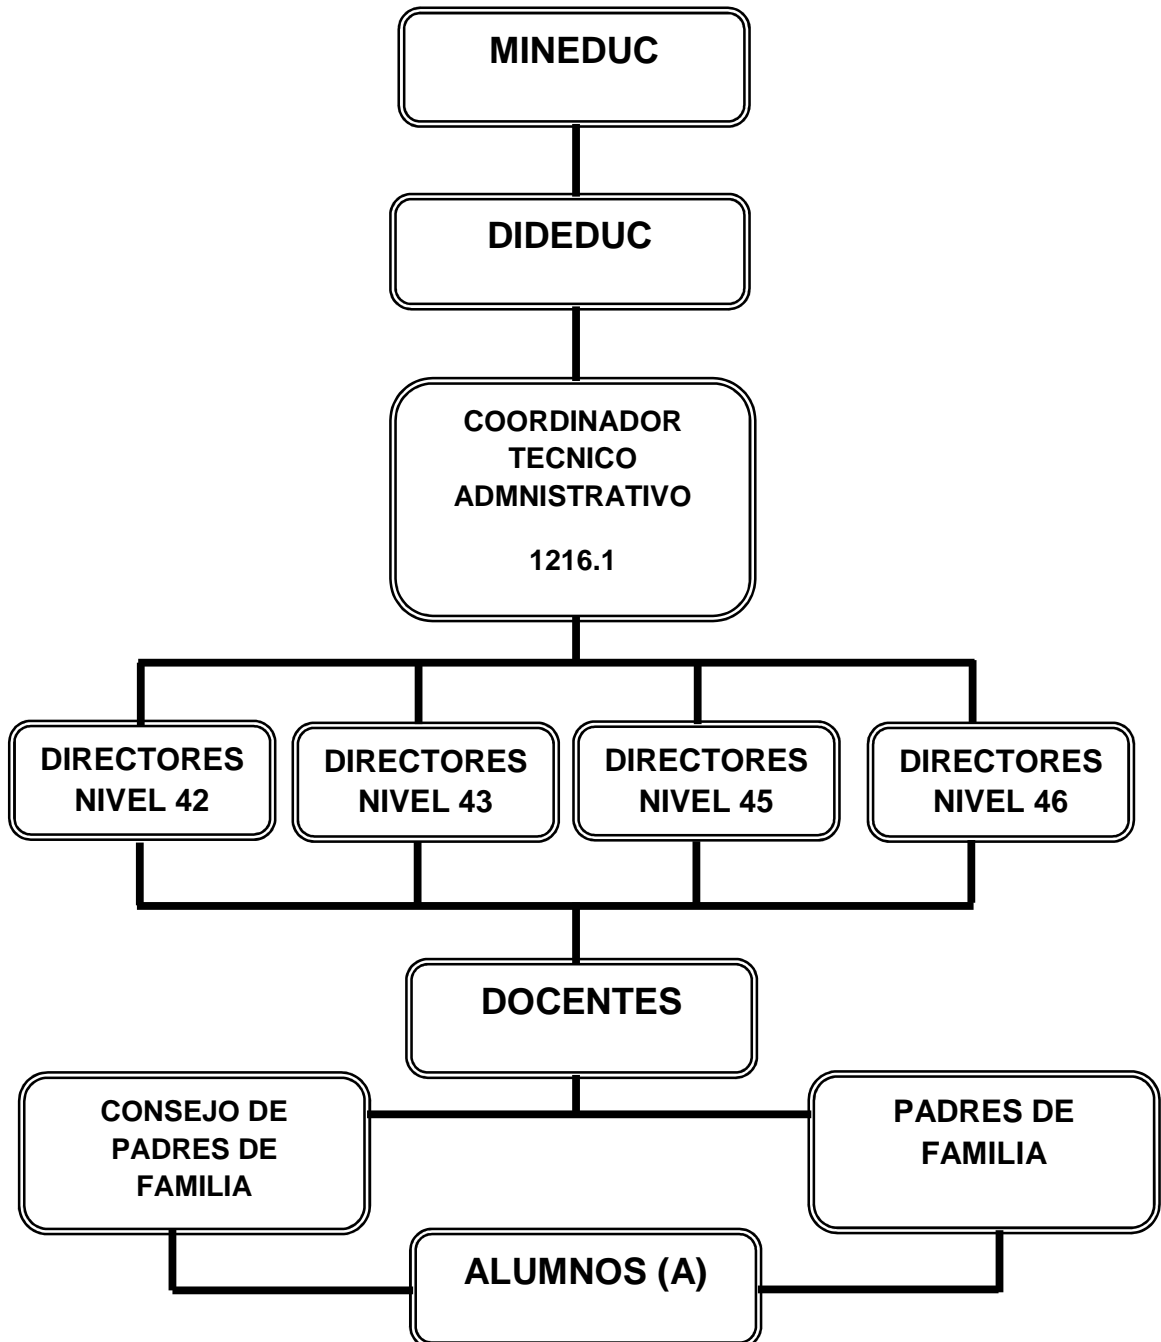 MINEDUC
DIDEDUC
COORDINADOR
TECNICO
ADMNISTRATIVO
1216.1
DIRECTORES
NIVEL 42
DIRECTORES
NIVEL 43
DIRECTORES
NIVEL 45
DIRECTORES
NIVEL 46
DOCENTES
CONSEJO DE
PADRES DE
FAMILIA
PADRES DE
FAMILIA
ALUMNOS (A)